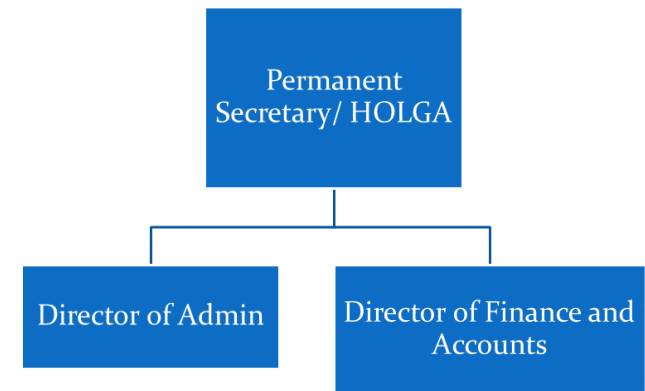 Permanent
Secretary/ HOLGA
Director of Admin
Director of Finance and
Accounts